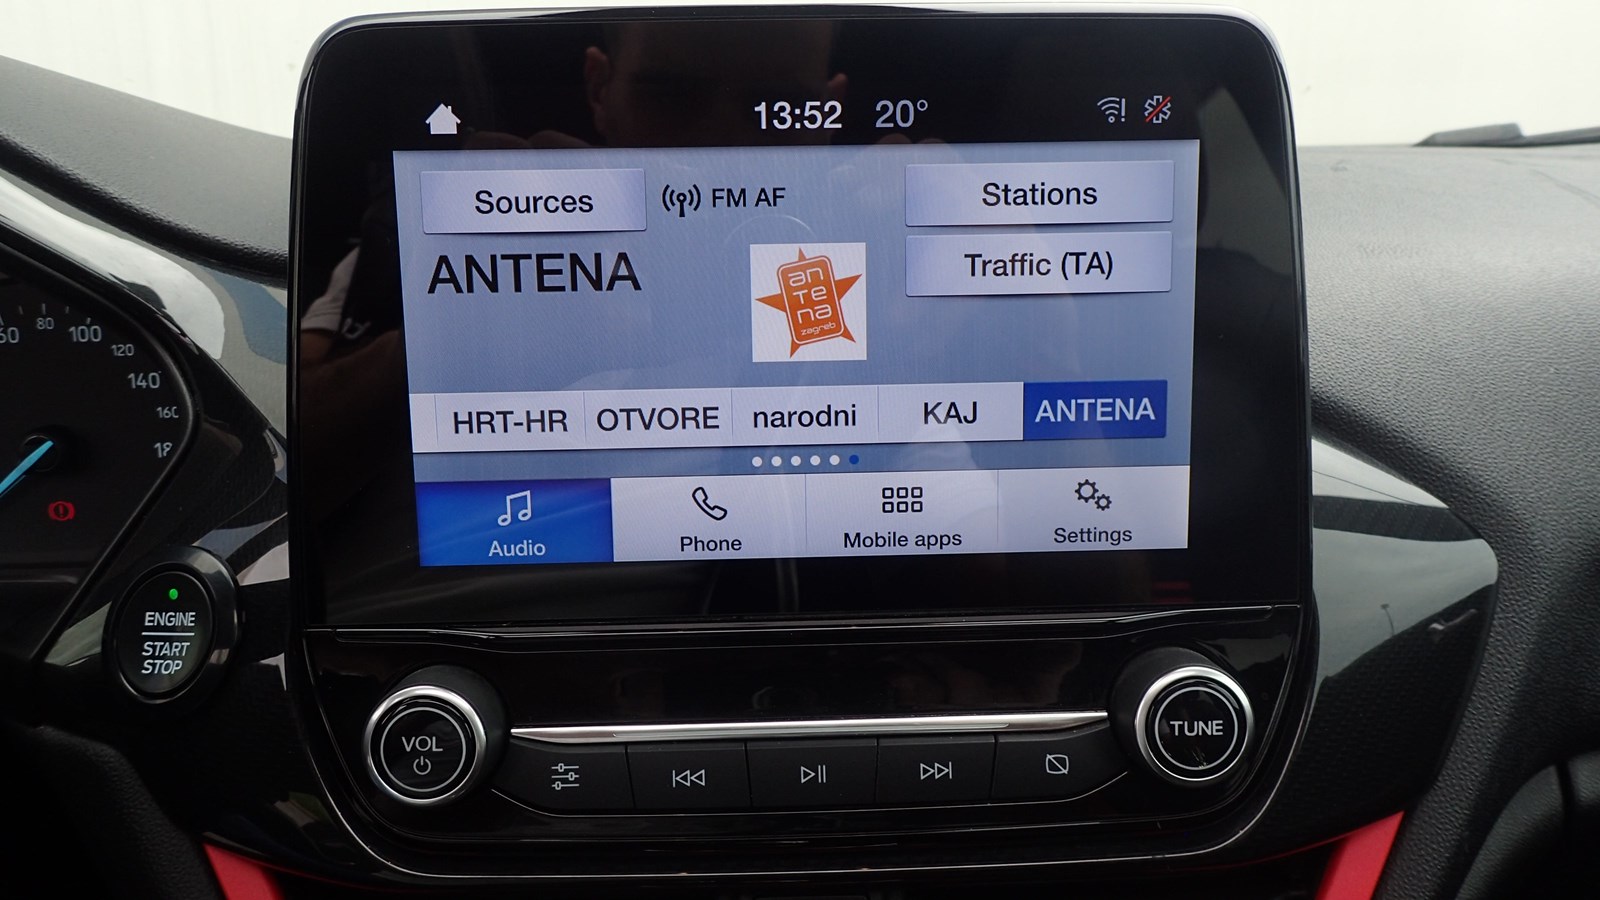 13:52 20°
Sources
FM AF
Stations
ANTENA
Traffic (TA)
an
te
na
zagreb
HRT-HR
OTVORE
narodni
KAJ
ANTENA
Audio
Phone
Mobile apps
Settings
80
100
120
140
160
ENGINE
START
STOP
VOL
TUNE